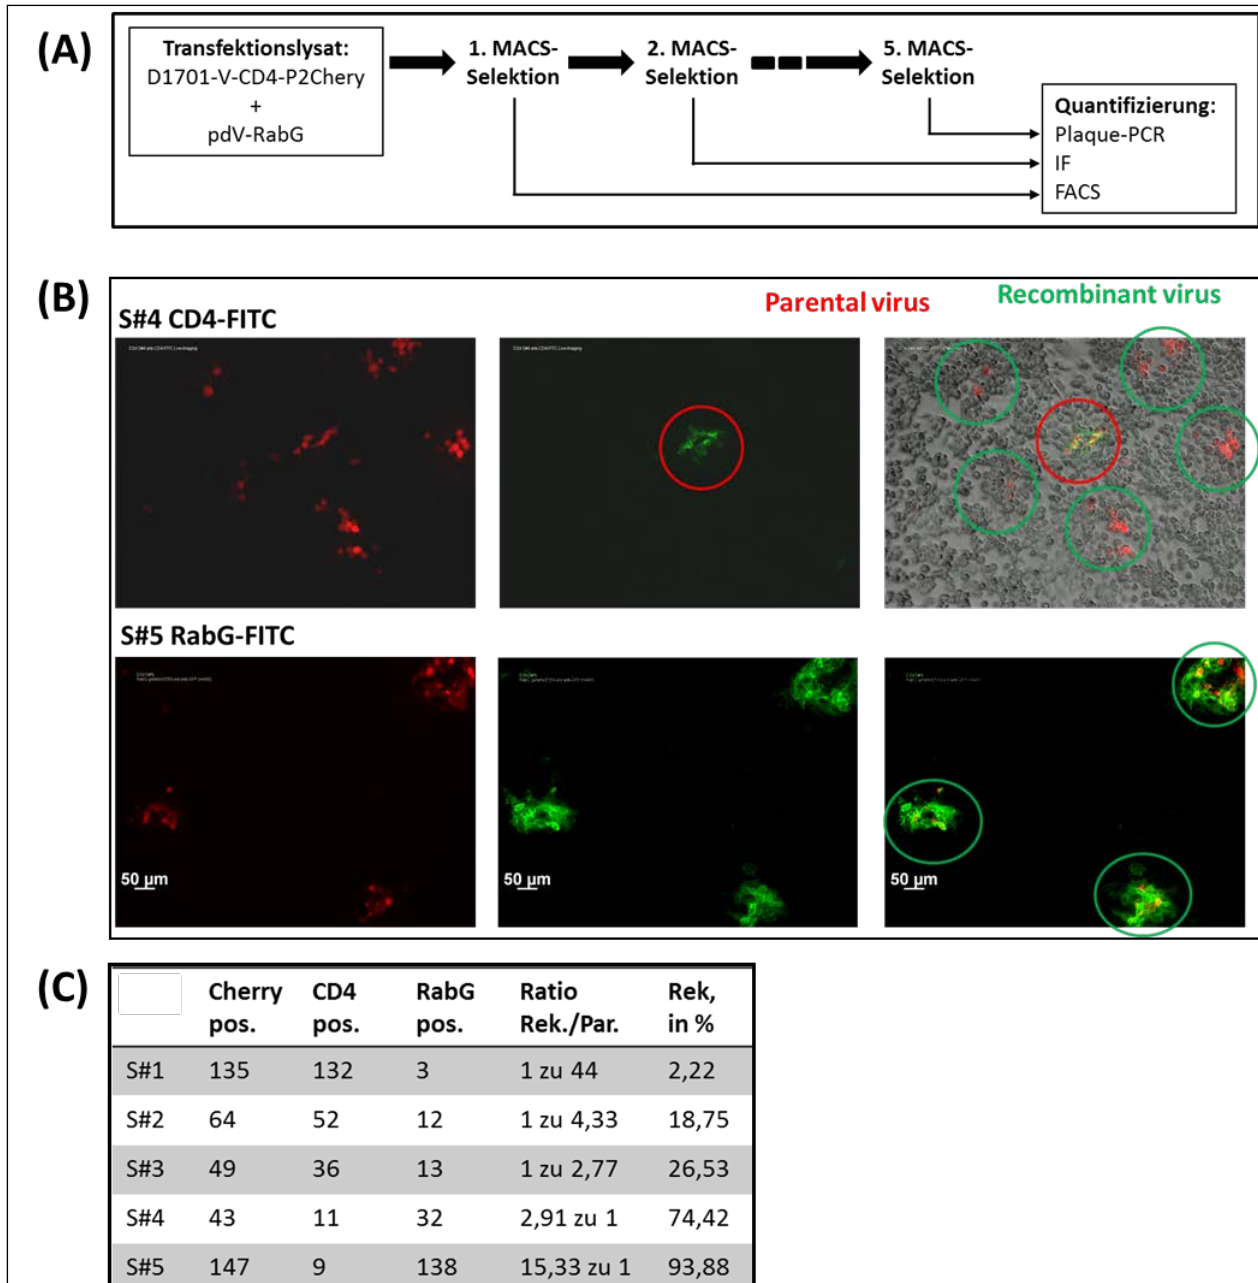 (A)
Transfektionslysat:
D1701-V-CD4-P2Chery
+
pdV-RabG
1. MACS-
Selektion
2. MACS-
Selektion
5. MACS-
Selektion
Quantifizierung:
Plaque-PCR
IF
FACS
(B)
S#4 CD4-FITC
Parental virus
Recombinant virus
S#5 RabG-FITC
50 µm
50 µm
50 µm
(C)
Cherry pos. CD4 pos. RabG pos. Ratio Rek./Par. Rek, in %
S#1 135 132 3 1 zu 44 2,22
S#2 64 52 12 1 zu 4,33 18,75
S#3 49 36 13 1 zu 2,77 26,53
S#4 43 11 32 2,91 zu 1 74,42
S#5 147 9 138 15,33 zu 1 93,88